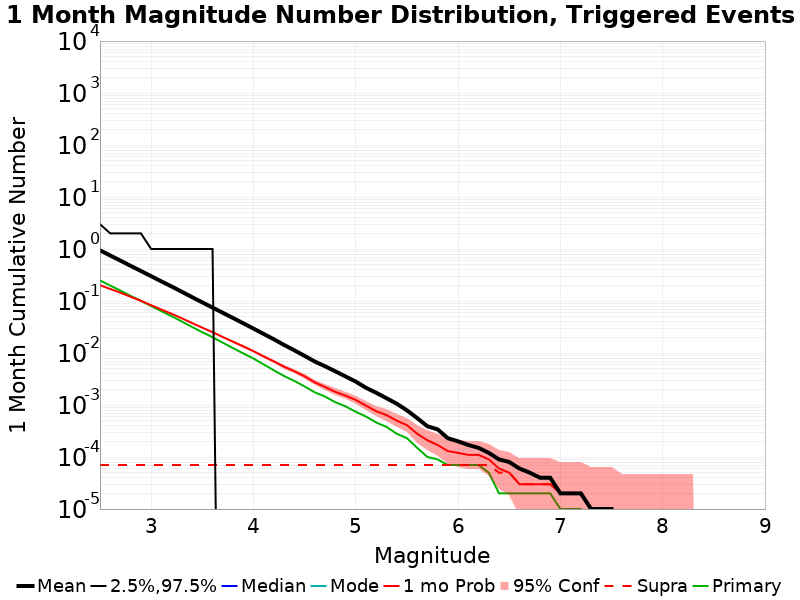 1 Month Magnitude Number Distribution, Triggered Events
10^4
10^3
10^2
10^1
10^0
10^-1
10^-2
10^-3
10^-4
10^-5
1 Month Cumulative Number
3 4 5 6 7 8 9
Magnitude
Mean 2.5%,97.5% Median Mode 1 mo Prob 95% Conf Supra Primary